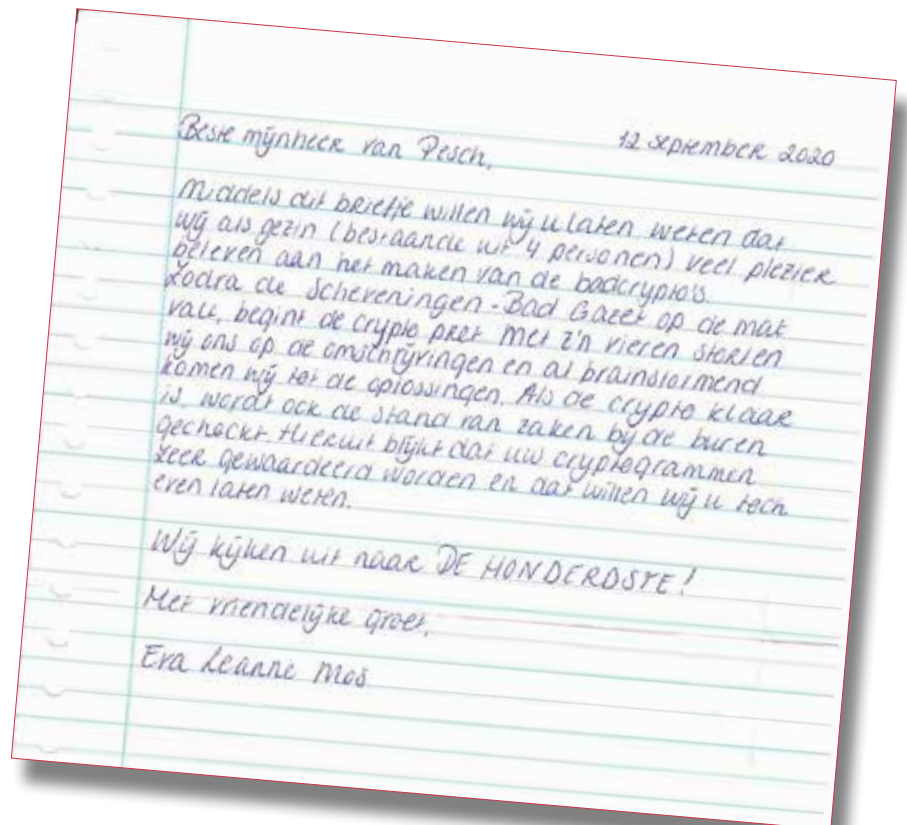 12 september 2020
Beste mijnheer van Pesch,
Middels dit briefje willen wij u laten weten dat
wij als gezin (bestaande uit 4 personen) veel plezier
beleven aan het maken van de badcrypto's.
Zodra de Scheveningen-Bad Gazet op de mat
valt, begint de crypto pret. Met z'n vieren storten
wij ons op de omschrijvingen en al brainstormend
komen wij tot de oplossingen. Als de crypto klaar
is, wordt ook de stand van zaken bij de buren
gecheckt. Hieruit blijkt dat uw cryptogrammen
zeer gewaardeerd worden en dat willen wij u toch
even laten weten.
Wij kijken uit naar DE HONDERDSTE!
Met vriendelijke groet,
Eva Leanne Mos